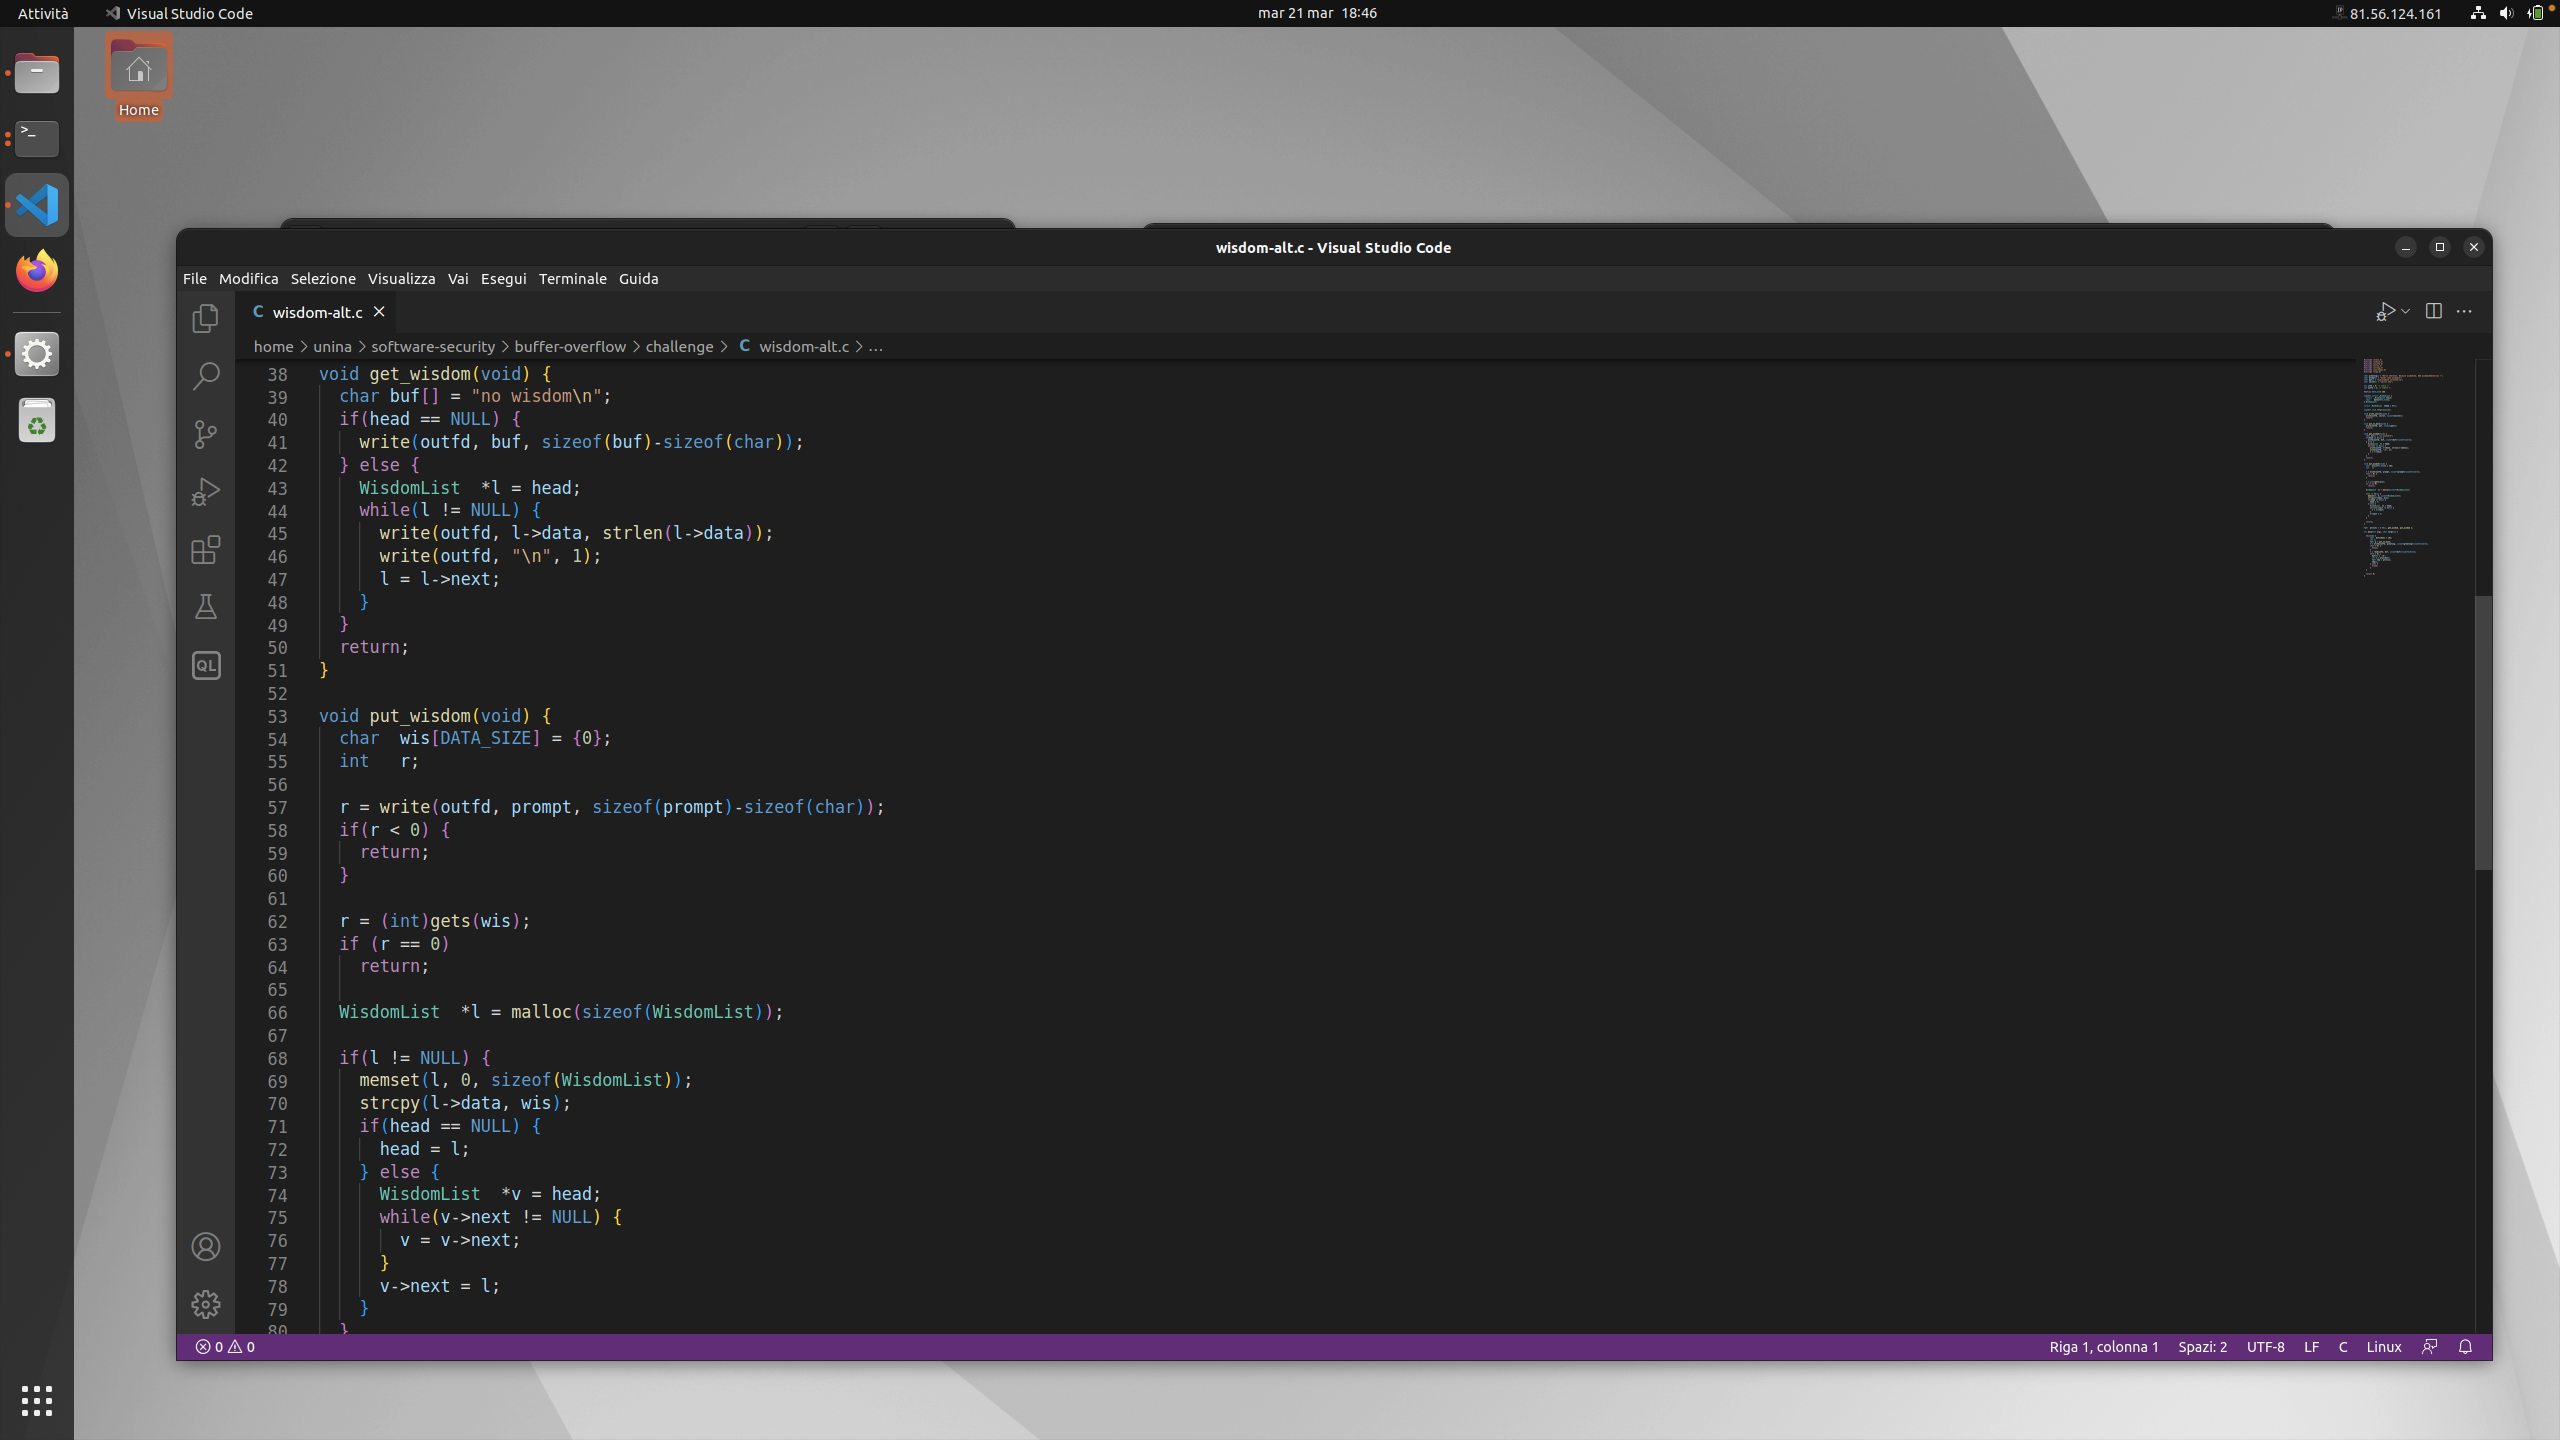 Attività Visual Studio Code mar 21 mar 18:46 81.56.124.161
Home
>_
wisdom-alt.c - Visual Studio Code
File Modifica Selezione Visualizza Vai Esegui Terminale Guida
C wisdom-alt.c
home > unina > software-security > buffer-overflow > challenge > C wisdom-alt.c > ...
38 void get_wisdom(void) {
39 char buf[] = "no wisdom\n";
40 if(head == NULL) {
41 write(outfd, buf, sizeof(buf)-sizeof(char));
42 } else {
43 WisdomList  *l = head;
44 while(l != NULL) {
45 write(outfd, l->data, strlen(l->data));
46 write(outfd, "\n", 1);
47 l = l->next;
48 }
49 }
50 return;
51 }
52
53 void put_wisdom(void) {
54 char  wis[DATA_SIZE] = {0};
55 int   r;
56
57 r = write(outfd, prompt, sizeof(prompt)-sizeof(char));
58 if(r < 0) {
59 return;
60 }
61
62 r = (int)gets(wis);
63 if (r == 0)
64 return;
65
66 WisdomList  *l = malloc(sizeof(WisdomList));
67
68 if(l != NULL) {
69 memset(l, 0, sizeof(WisdomList));
70 strcpy(l->data, wis);
71 if(head == NULL) {
72 head = l;
73 } else {
74 WisdomList  *v = head;
75 while(v->next != NULL) {
76 v = v->next;
77 }
78 v->next = l;
79 }
80 }
QL
0 0 Riga 1, colonna 1 Spazi: 2 UTF-8 LF C Linux